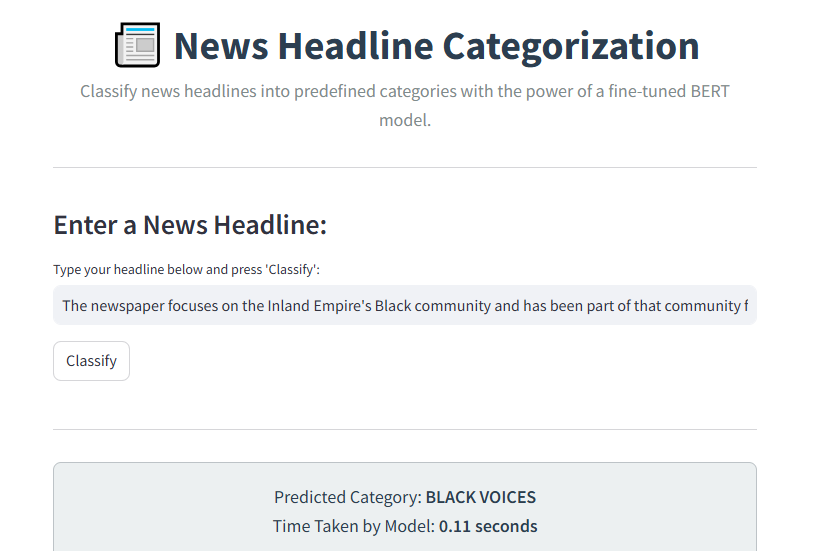 News Headline Categorization
Classify news headlines into predefined categories with the power of a fine-tuned BERT
model.
Enter a News Headline:
Type your headline below and press 'Classify':
The newspaper focuses on the Inland Empire's Black community and has been part of that community f
Classify
Predicted Category: BLACK VOICES
Time Taken by Model: 0.11 seconds